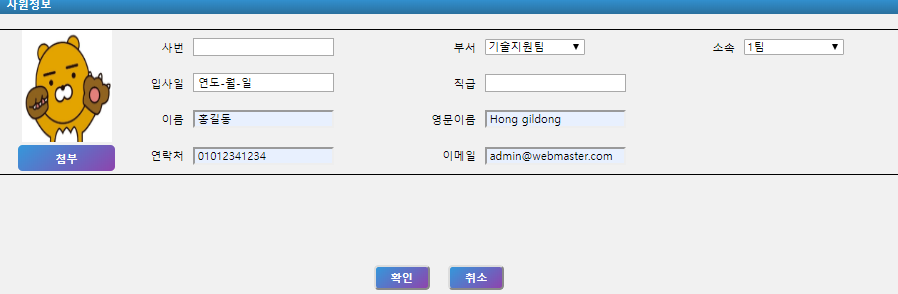 사원정보
사번 부서 기술지원팀 소속 1팀
입사일 연도-월-일 직급
이름 홍길동 영문이름 Hong gildong
첨부 연락처 01012341234 이메일 admin@webmaster.com
확인 취소